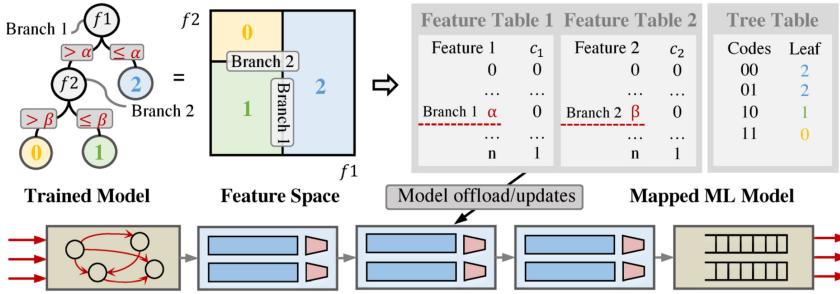 Branch 1
f1
> α
≤ α
f2
2
Branch 2
> β
≤ β
0
1
=
f2
0
Branch 2
1
Branch 1
2
f1
Feature Table 1
Feature 1 c1
0 0
... ...
Branch 1 α 0
... ...
n 1
Feature Table 2
Feature 2 c2
0 0
... ...
Branch 2 β 0
... ...
n 1
Tree Table
Codes Leaf
00 2
01 2
10 1
11 0
Trained Model
Feature Space
Model offload/updates
Mapped ML Model